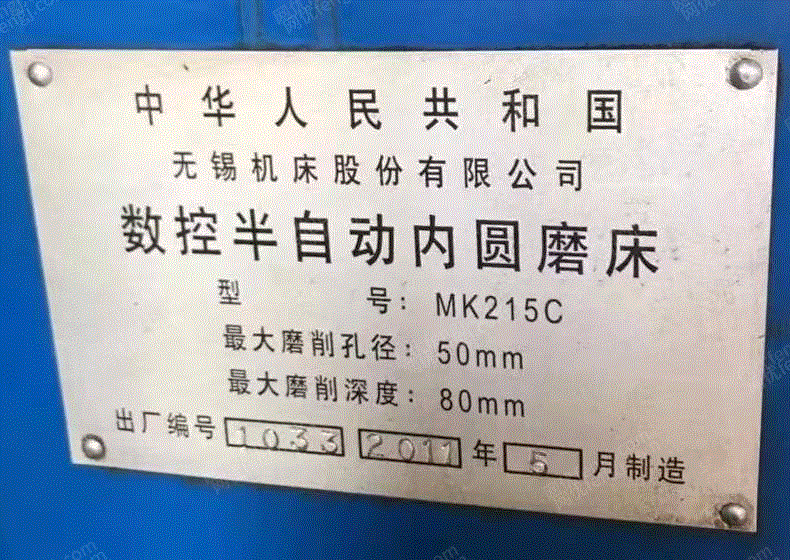 中华人民共和国
无锡机床股份有限公司
数控半自动内圆磨床
型 号：MK215C
最大磨削孔径：50mm
最大磨削深度：80mm
出厂编号 1033 2011 年 5 月制造